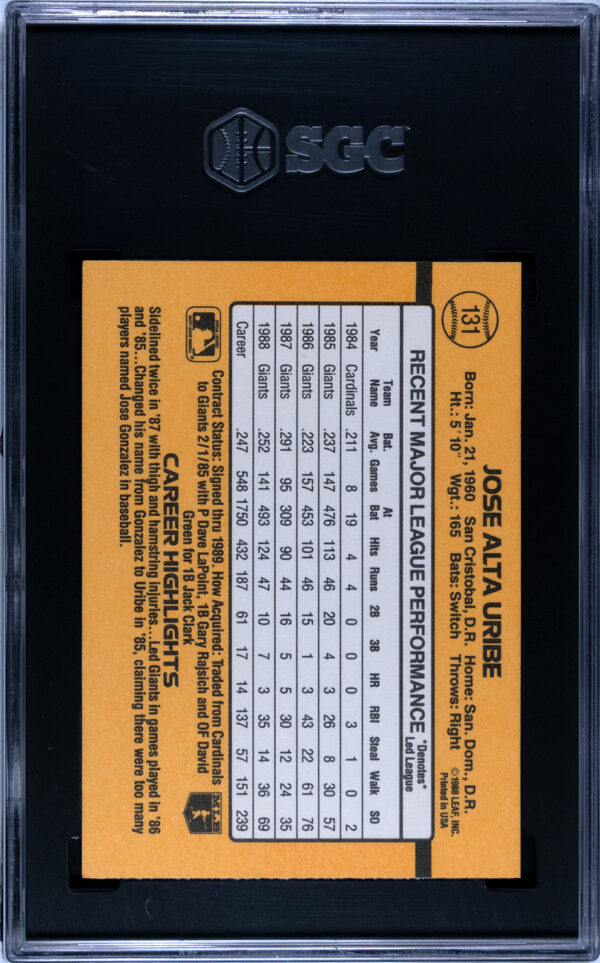 SGC
131
JOSE ALTA URIBE
Born: Jan. 21, 1960 San Cristobal, D.R. Home: San. Dom., D.R.
Ht.: 5' 10" Wgt.: 165 Bats: Switch Throws: Right
©1988 LEAF, INC.
Printed in USA
RECENT MAJOR LEAGUE PERFORMANCE
*Denotes*
Led League
Team Bat. At
Year Name Avg. Games Bat Hits Runs 2B 3B HR RBI Steal Walk SO
1984 Cardinals .211 8 19 4 4 0 0 0 3 1 0 2
1985 Giants .237 147 476 113 46 20 4 3 26 8 30 57
1986 Giants .223 157 453 101 46 15 1 3 43 22 61 76
1987 Giants .291 95 309 90 44 16 5 5 30 12 24 35
1988 Giants .252 141 493 124 47 10 7 3 35 14 36 69
Career .247 548 1750 432 187 61 17 14 137 57 151 239
Contract Status: Signed thru 1989. How Acquired: Traded from Cardinals
to Giants 2/1/85 with P Dave LaPoint, 1B Gary Rajsich and OF David
Green for 1B Jack Clark
MLB
CAREER HIGHLIGHTS
Sidelined twice in '87 with thigh and hamstring injuries...Led Giants in games played in '86
and '85...Changed his name from Gonzalez to Uribe in '85, claiming there were too many
players named Jose Gonzalez in baseball.